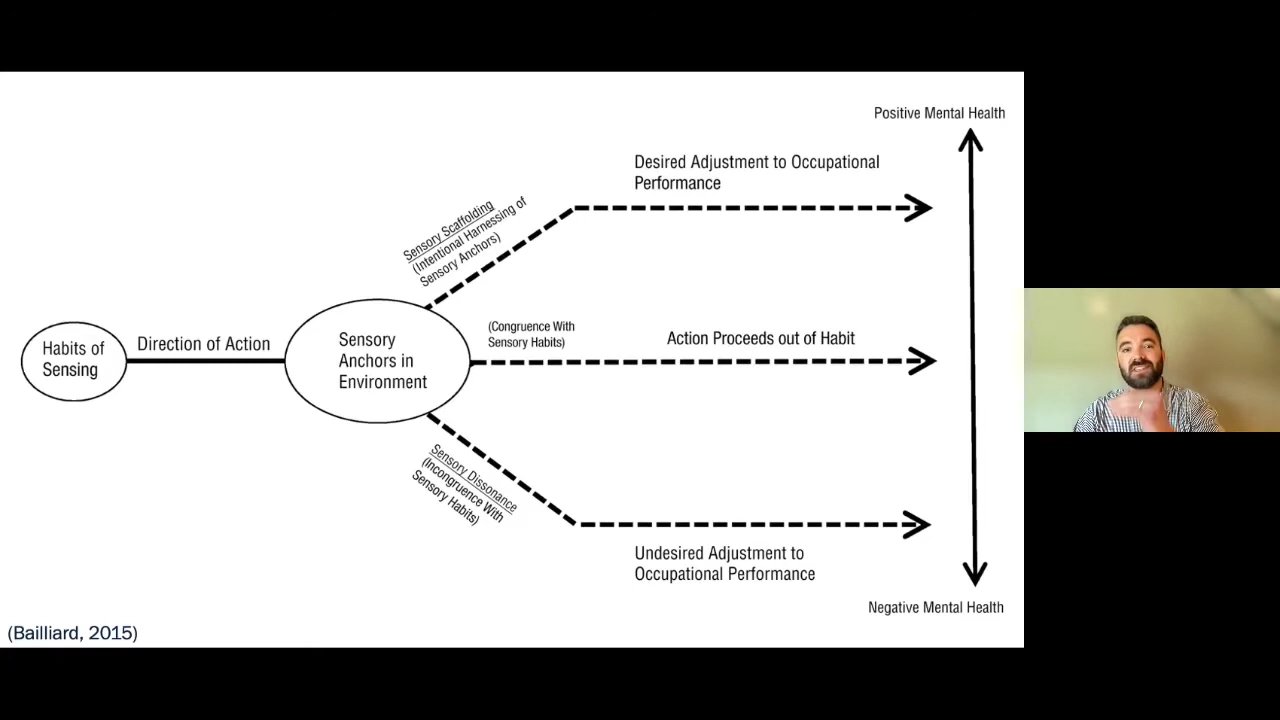 Positive Mental Health
Desired Adjustment to Occupational
Performance
Sensory Scaffolding
(Intentional Harnessing of
Sensory Anchors)
Habits of
Sensing
Direction of Action
Sensory
Anchors in
Environment
(Congruence With
Sensory Habits)
Action Proceeds out of Habit
Sensory Dissonance
(Incongruence With
Sensory Habits)
Undesired Adjustment to
Occupational Performance
Negative Mental Health
(Bailliard, 2015)